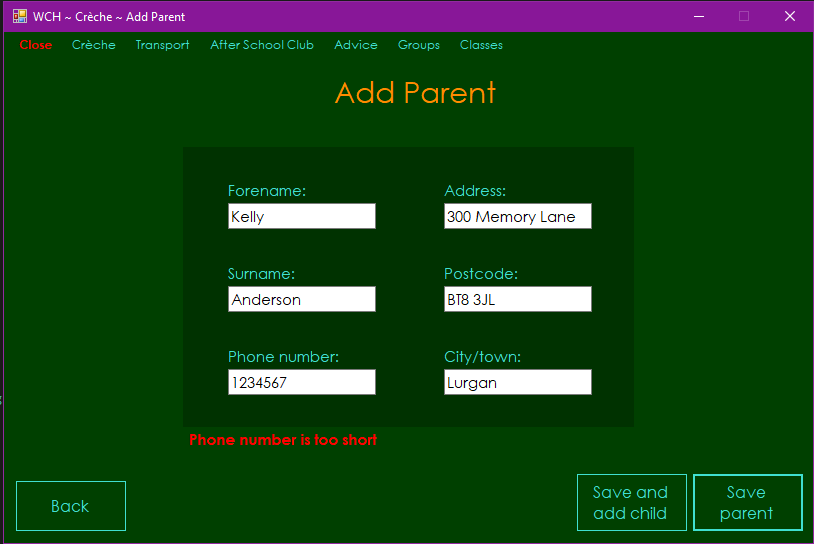 WCH ~ Crèche ~ Add Parent
Close Crèche Transport After School Club Advice Groups Classes
Add Parent
Forename: Address:
Kelly 300 Memory Lane
Surname: Postcode:
Anderson BT8 3JL
Phone number: City/town:
1234567 Lurgan
Phone number is too short
Back
Save and
add child
Save
parent